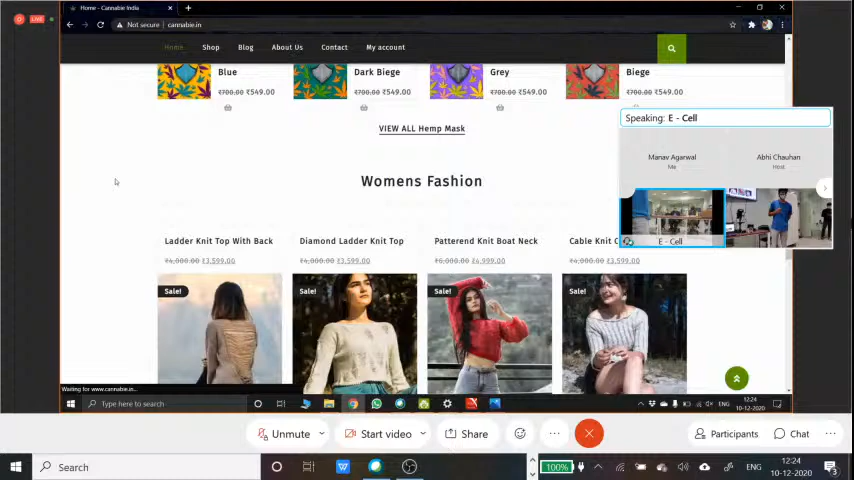 LIVE
Home - Cannabie India
Not secure
cannabie.in
Home
Shop
Blog
About Us
Contact
My account
Blue
Dark Biege
Grey
Biege
₹700.00 ₹549.00
₹700.00 ₹549.00
₹700.00 ₹549.00
₹700.00 ₹549.00
VIEW ALL Hemp Mask
Speaking: E - Cell
Manav Agarwal
Me
Abhi Chauhan
Host
E - Cell
Womens Fashion
Ladder Knit Top With Back
Diamond Ladder Knit Top
Patterend Knit Boat Neck
Cable Knit
₹4,000.00 ₹3,599.00
₹4,000.00 ₹3,599.00
₹6,000.00 ₹4,999.00
₹4,000.00 ₹3,599.00
Sale!
Sale!
Sale!
Sale!
Waiting for www.cannabie.in...
Type here to search
ENG
12:24
10-12-2020
Unmute
Start video
Share
Participants
Chat
Search
100%
ENG
12:24
10-12-2020
3